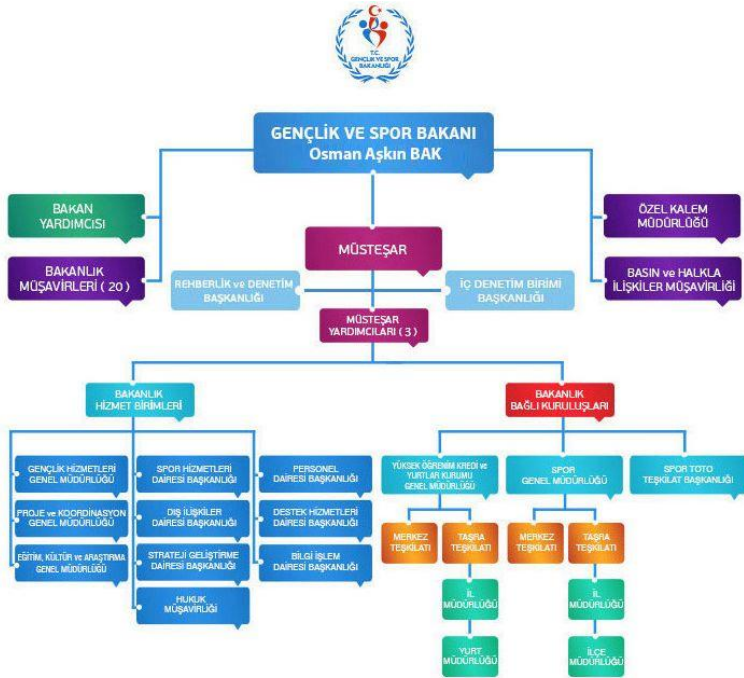 T.C.
GENÇLİK VE SPOR
BAKANLIĞI
GENÇLİK VE SPOR BAKANI
Osman Aşkın BAK
BAKAN
YARDIMCISI
ÖZEL KALEM
MÜDÜRLÜĞÜ
MÜSTEŞAR
BAKANLIK
MÜŞAVİRLERİ ( 20 )
BASIN ve HALKLA
İLİŞKİLER MÜŞAVİRLİĞİ
REHBERLİK ve DENETİM
BAŞKANLIĞI
İÇ DENETİM BİRİMİ
BAŞKANLIĞI
MÜSTEŞAR
YARDIMCILARI ( 3 )
BAKANLIK
HİZMET BİRİMLERİ
BAKANLIK
BAĞLI KURULUŞLARI
GENÇLİK HİZMETLERİ
GENEL MÜDÜRLÜĞÜ
SPOR HİZMETLERİ
DAİRESİ BAŞKANLIĞI
PERSONEL
DAİRESİ BAŞKANLIĞI
PROJE ve KOORDİNASYON
GENEL MÜDÜRLÜĞÜ
DIŞ İLİŞKİLER
DAİRESİ BAŞKANLIĞI
DESTEK HİZMETLERİ
DAİRESİ BAŞKANLIĞI
EĞİTİM, KÜLTÜR ve ARAŞTIRMA
GENEL MÜDÜRLÜĞÜ
STRATEJİ GELİŞTİRME
DAİRESİ BAŞKANLIĞI
BİLGİ İŞLEM
DAİRESİ BAŞKANLIĞI
HUKUK
MÜŞAVİRLİĞİ
YÜKSEK ÖĞRENİM KREDİ ve
YURTLAR KURUMU
GENEL MÜDÜRLÜĞÜ
SPOR
GENEL MÜDÜRLÜĞÜ
SPOR TOTO
TEŞKİLAT BAŞKANLIĞI
MERKEZ
TEŞKİLATI
TAŞRA
TEŞKİLATI
MERKEZ
TEŞKİLATI
TAŞRA
TEŞKİLATI
İL
MÜDÜRLÜĞÜ
İL
MÜDÜRLÜĞÜ
YURT
MÜDÜRLÜĞÜ
İLÇE
MÜDÜRLÜĞÜ